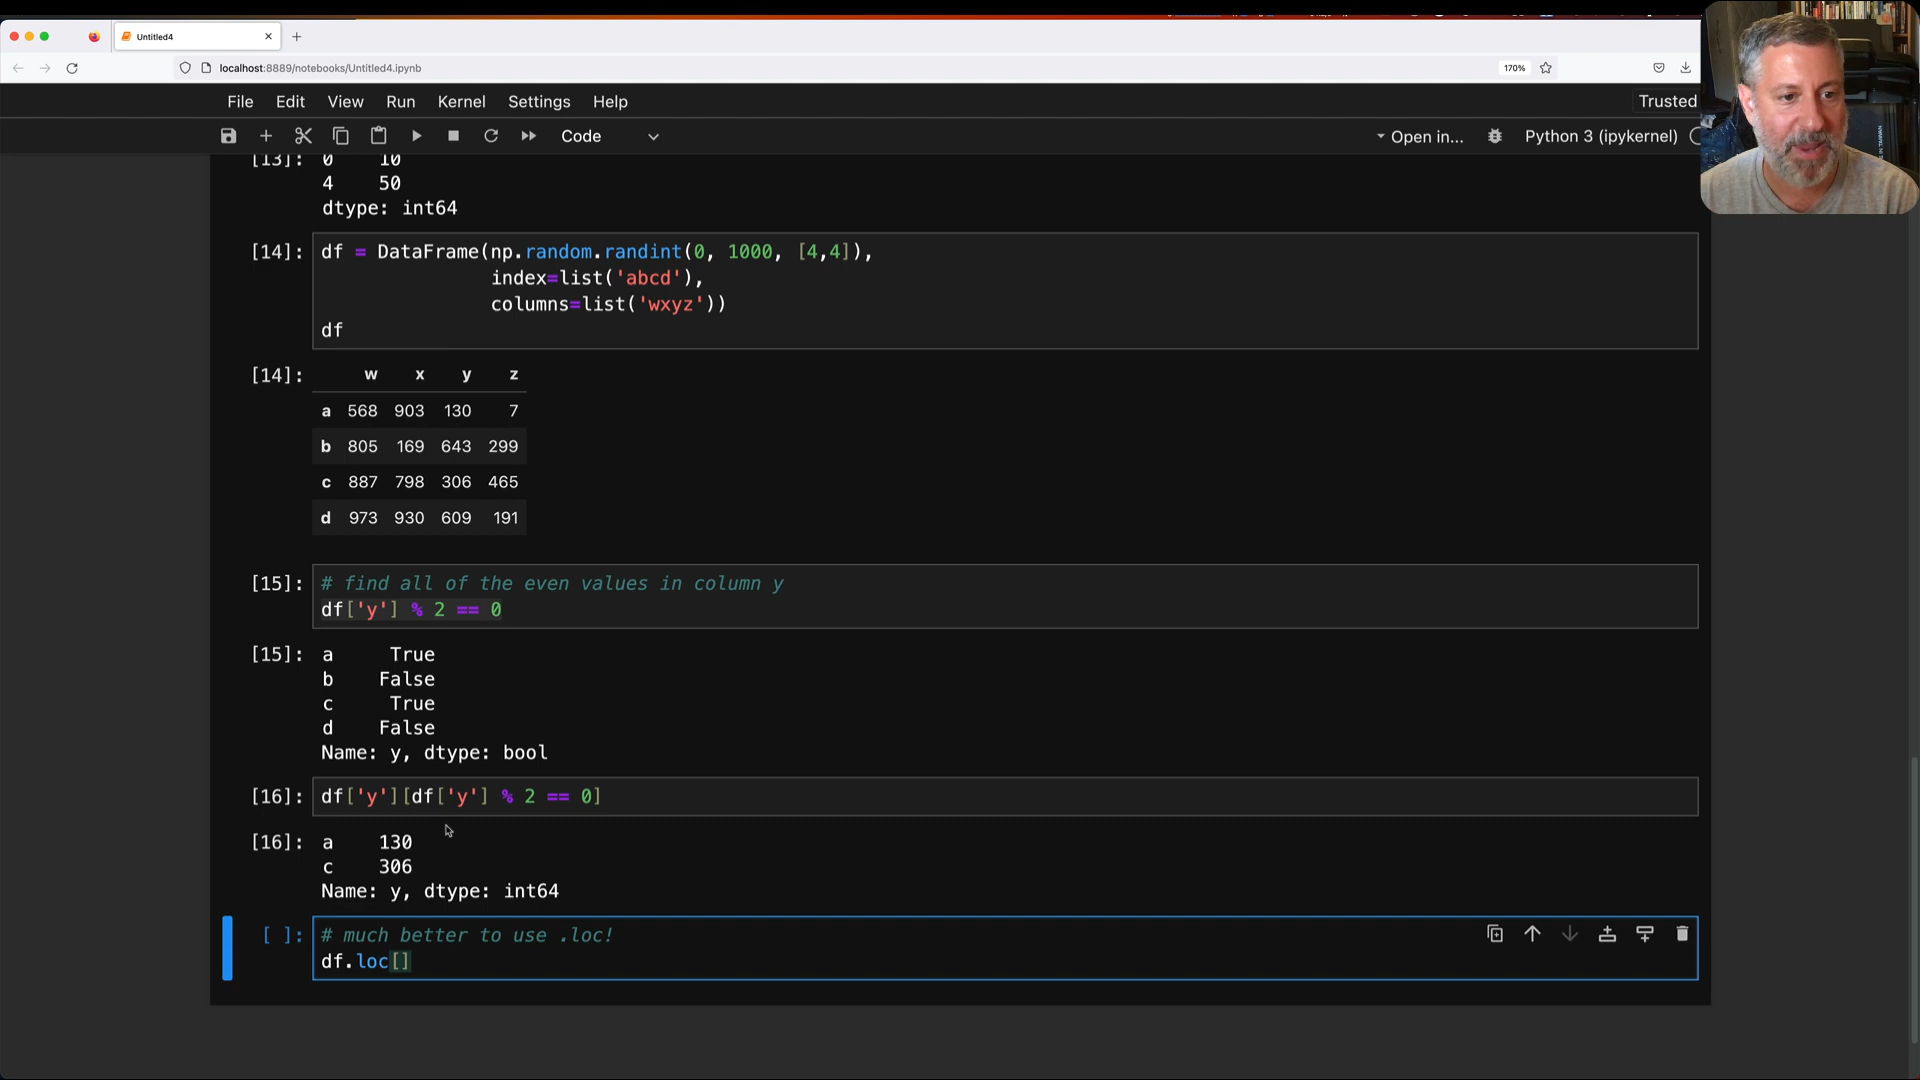 Untitled4
localhost:8889/notebooks/Untitled4.ipynb
170%
File Edit View Run Kernel Settings Help
Trusted
Code
Open in...
Python 3 (ipykernel)
[13]: 0 10
4 50
dtype: int64
[14]: df = DataFrame(np.random.randint(0, 1000, [4,4]),
index=list('abcd'),
columns=list('wxyz'))
df
[14]: w x y z
a 568 903 130 7
b 805 169 643 299
c 887 798 306 465
d 973 930 609 191
[15]: # find all of the even values in column y
df['y'] % 2 == 0
[15]: a True
b False
c True
d False
Name: y, dtype: bool
[16]: df['y'][df['y'] % 2 == 0]
[16]: a 130
c 306
Name: y, dtype: int64
[ ]: # much better to use .loc!
df.loc[]